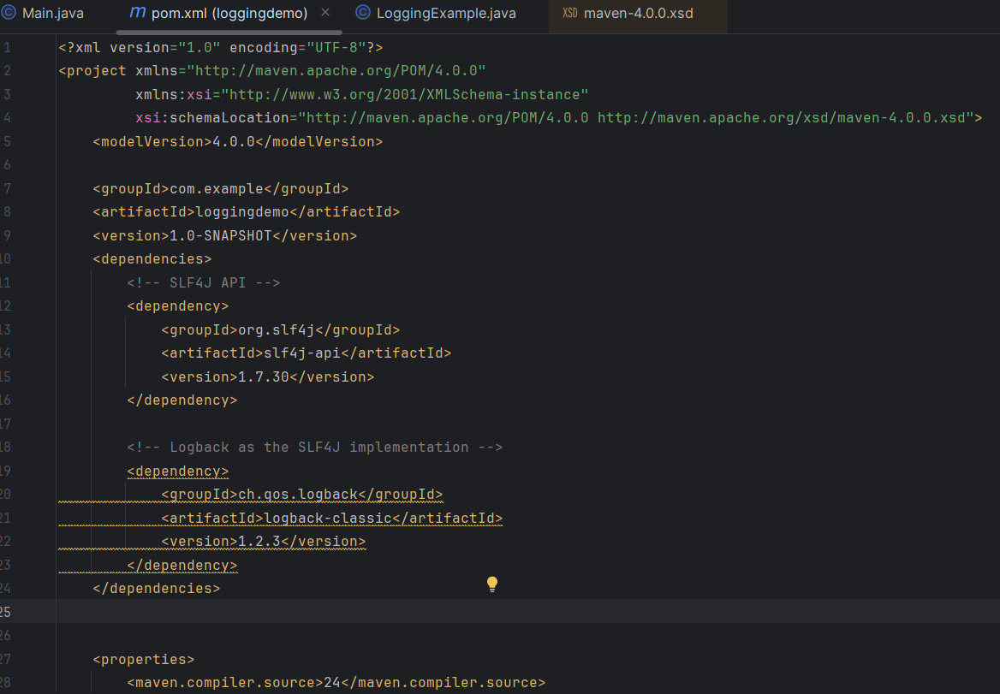 Main.java
m pom.xml (loggingdemo) ×
LoggingExample.java
XSD maven-4.0.0.xsd
1 <?xml version="1.0" encoding="UTF-8"?>
2 <project xmlns="http://maven.apache.org/POM/4.0.0"
3 xmlns:xsi="http://www.w3.org/2001/XMLSchema-instance"
4 xsi:schemaLocation="http://maven.apache.org/POM/4.0.0 http://maven.apache.org/xsd/maven-4.0.0.xsd">
5 <modelVersion>4.0.0</modelVersion>
6
7 <groupId>com.example</groupId>
8 <artifactId>loggingdemo</artifactId>
9 <version>1.0-SNAPSHOT</version>
10 <dependencies>
11 <!-- SLF4J API -->
12 <dependency>
13 <groupId>org.slf4j</groupId>
14 <artifactId>slf4j-api</artifactId>
15 <version>1.7.30</version>
16 </dependency>
17
18 <!-- Logback as the SLF4J implementation -->
19 <dependency>
20 <groupId>ch.qos.logback</groupId>
21 <artifactId>logback-classic</artifactId>
22 <version>1.2.3</version>
23 </dependency>
24 </dependencies>
25
26
27 <properties>
28 <maven.compiler.source>24</maven.compiler.source>